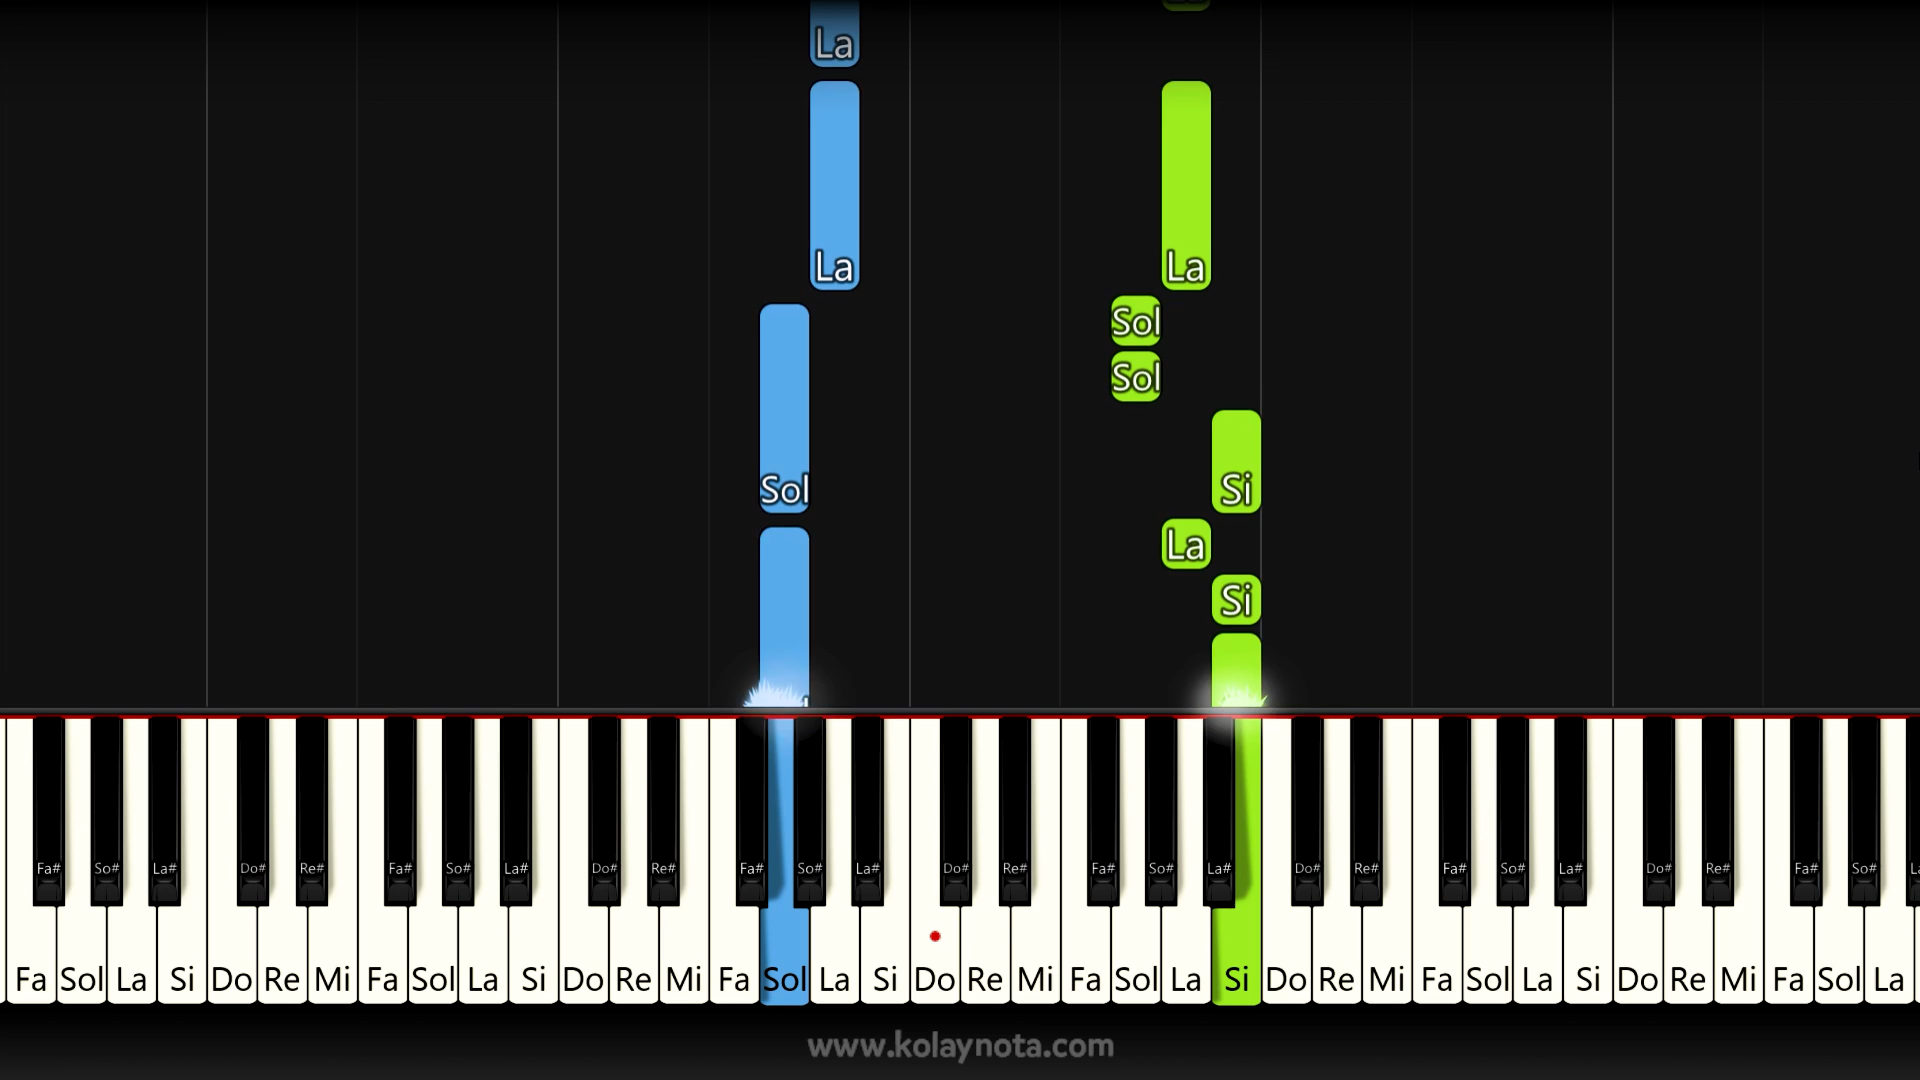 La
La La
Sol
Sol
Sol Si
La
Si
Fa# So# La# Do# Re# Fa# So# La# Do# Re# Fa# So# La# Do# Re# Fa# So# La# Do# Re# Fa# So# La# Do# Re# Fa# So#
Fa Sol La Si Do Re Mi Fa Sol La Si Do Re Mi Fa Sol La Si Do Re Mi Fa Sol La Si Do Re Mi Fa Sol La Si Do Re Mi Fa Sol La
www.kolaynota.com